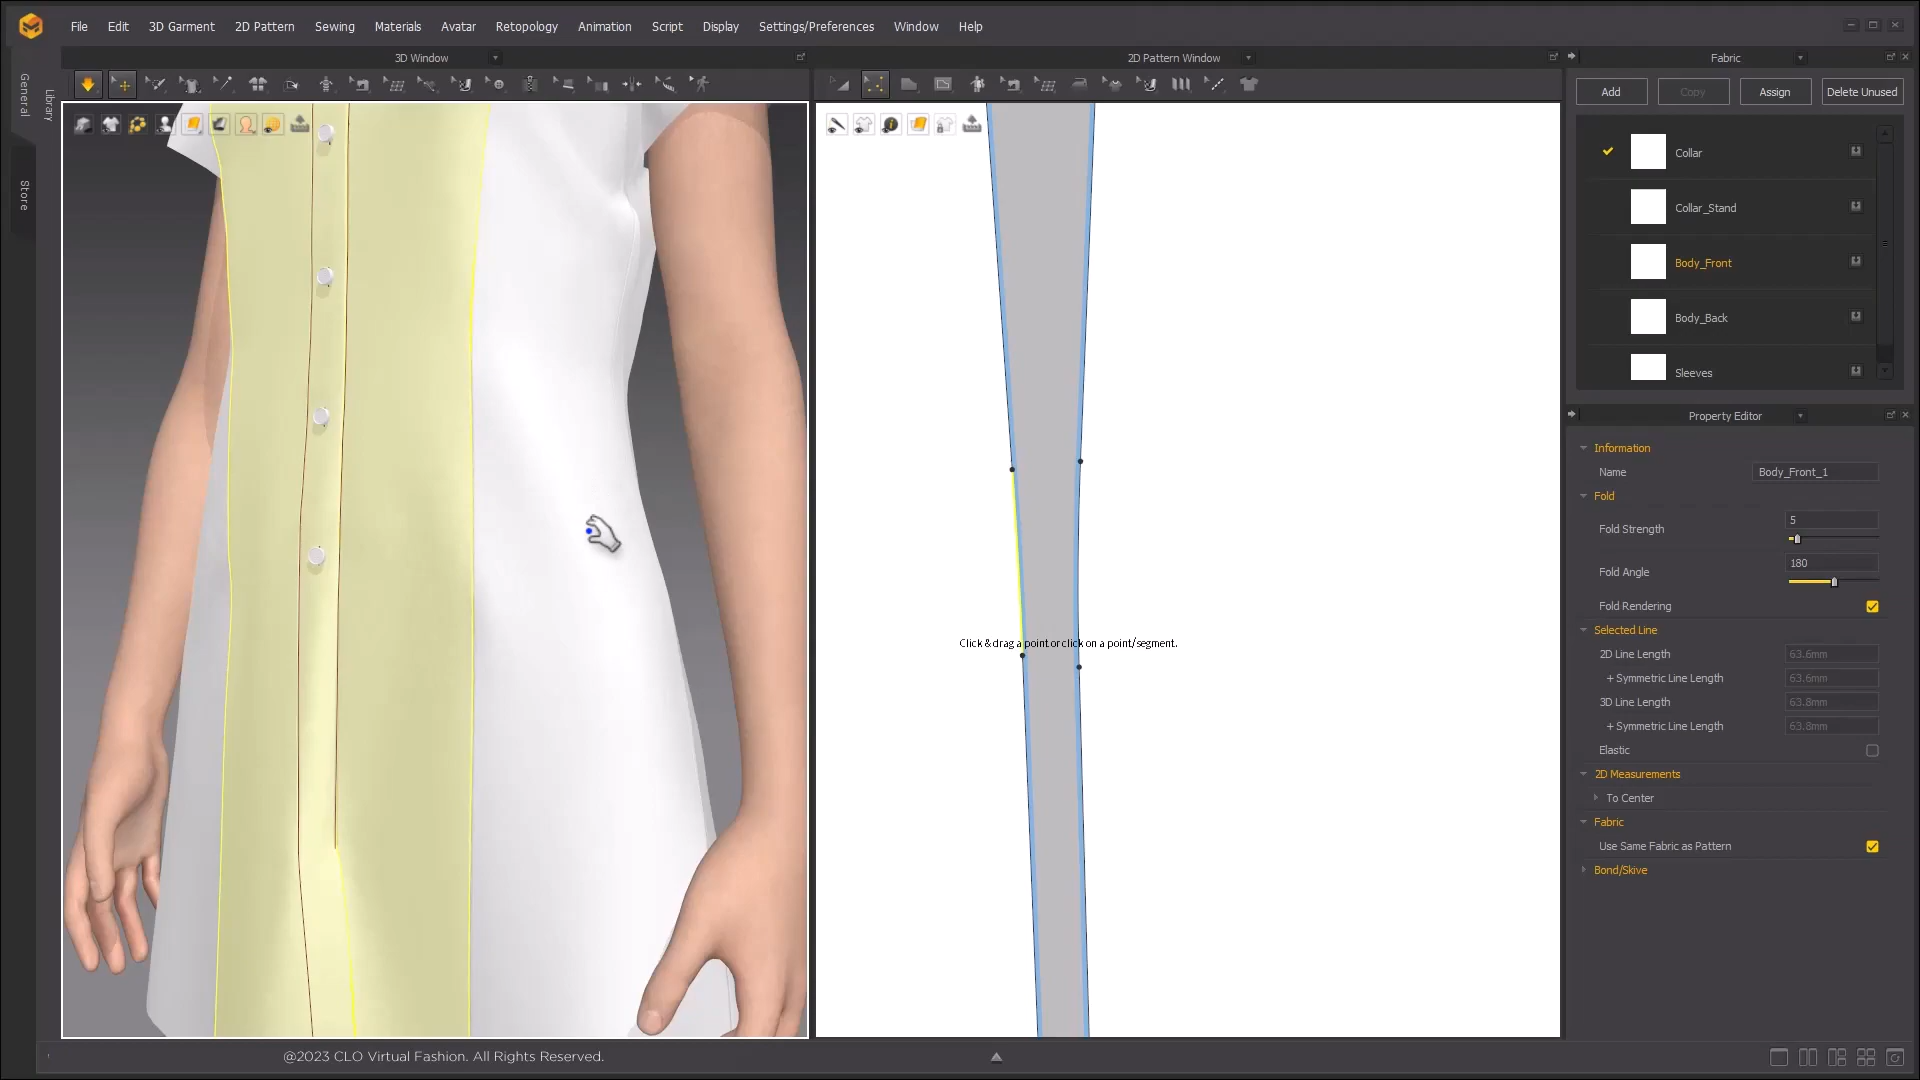 File Edit 3D Garment 2D Pattern Sewing Materials Avatar Retopology Animation Script Display Settings/Preferences Window Help
3D Window
2D Pattern Window
General
Library
Store
Click & drag a point or click on a point/segment.
@2023 CLO Virtual Fashion. All Rights Reserved.
Fabric
Add Copy Assign Delete Unused
Collar
Collar_Stand
Body_Front
Body_Back
Sleeves
Property Editor
Information
Name Body_Front_1
Fold
Fold Strength 5
Fold Angle 180
Fold Rendering
Selected Line
2D Line Length 63.6mm
+ Symmetric Line Length 63.6mm
3D Line Length 63.8mm
+ Symmetric Line Length 63.8mm
Elastic
2D Measurements
To Center
Fabric
Use Same Fabric as Pattern
Bond/Skive